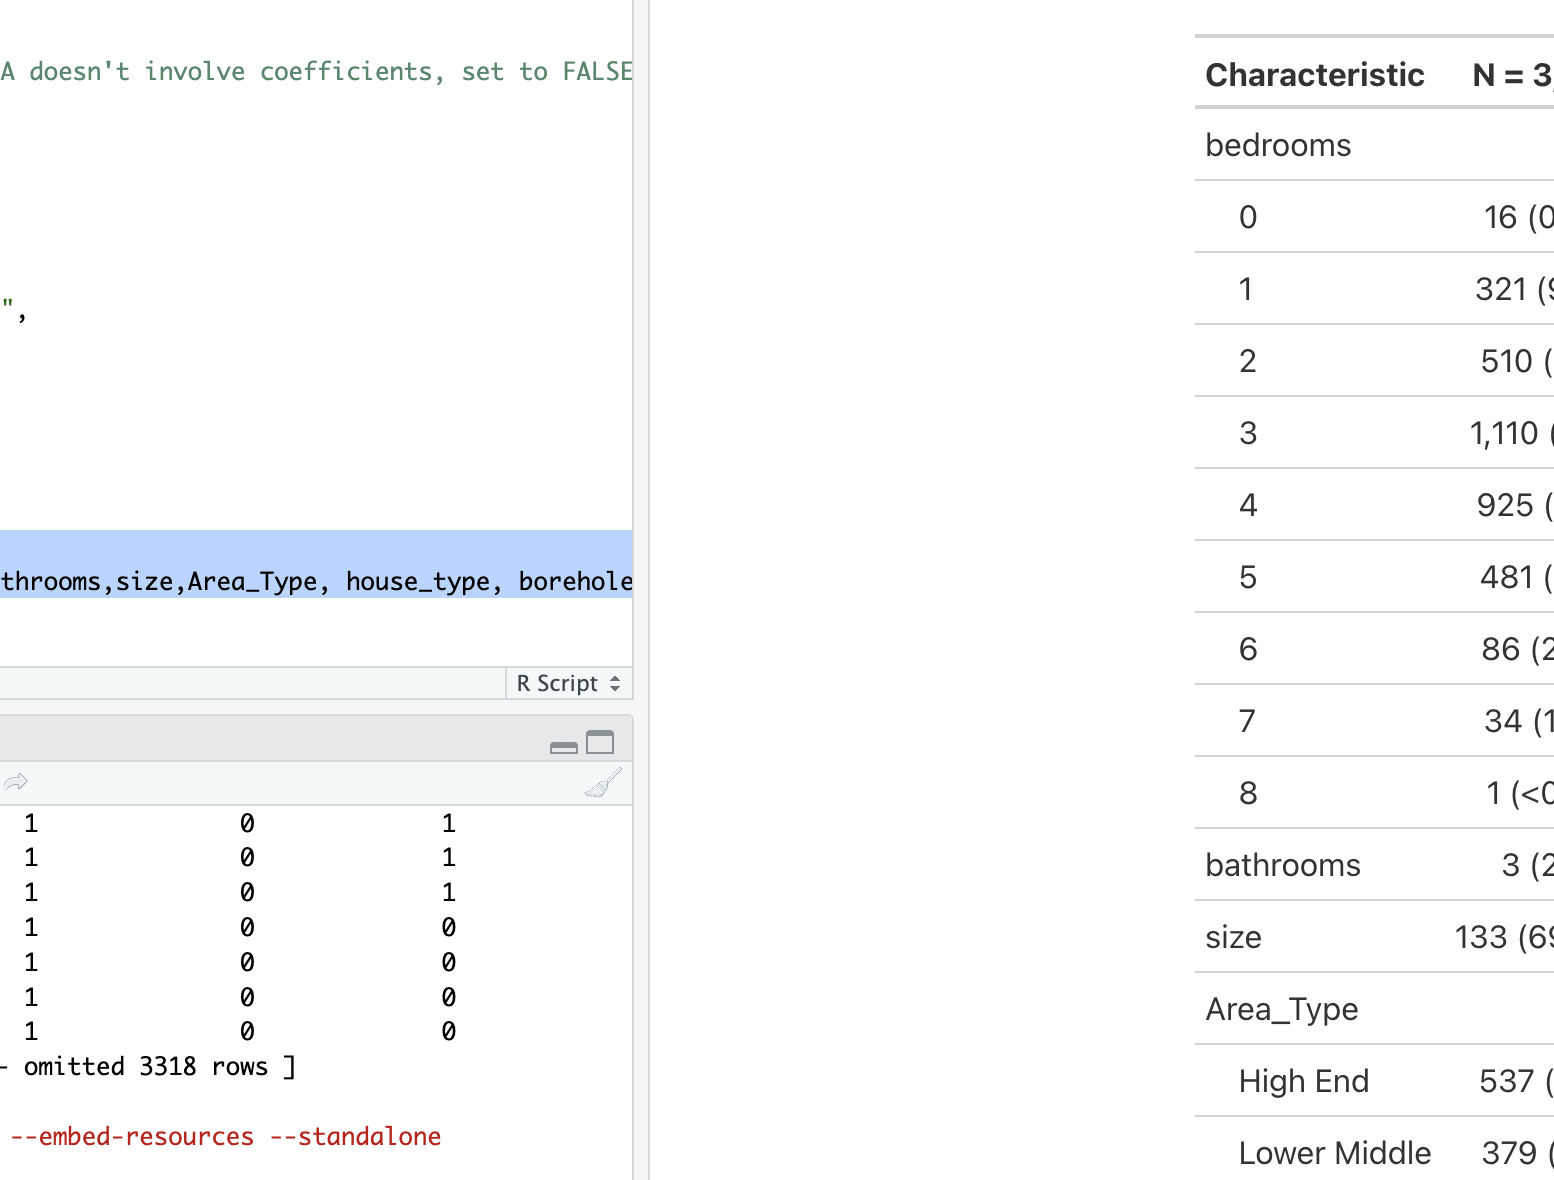 A doesn't involve coefficients, set to FALSE
",
throoms,size,Area_Type, house_type, borehole
R Script
1 0 1
1 0 1
1 0 1
1 0 0
1 0 0
1 0 0
1 0 0
- omitted 3318 rows ]
--embed-resources --standalone
Characteristic N = 3,
bedrooms
0 16 (0
1 321 (9
2 510 (
3 1,110 (
4 925 (
5 481 (
6 86 (2
7 34 (1
8 1 (<0
bathrooms 3 (2
size 133 (69
Area_Type
High End 537 (
Lower Middle 379 (